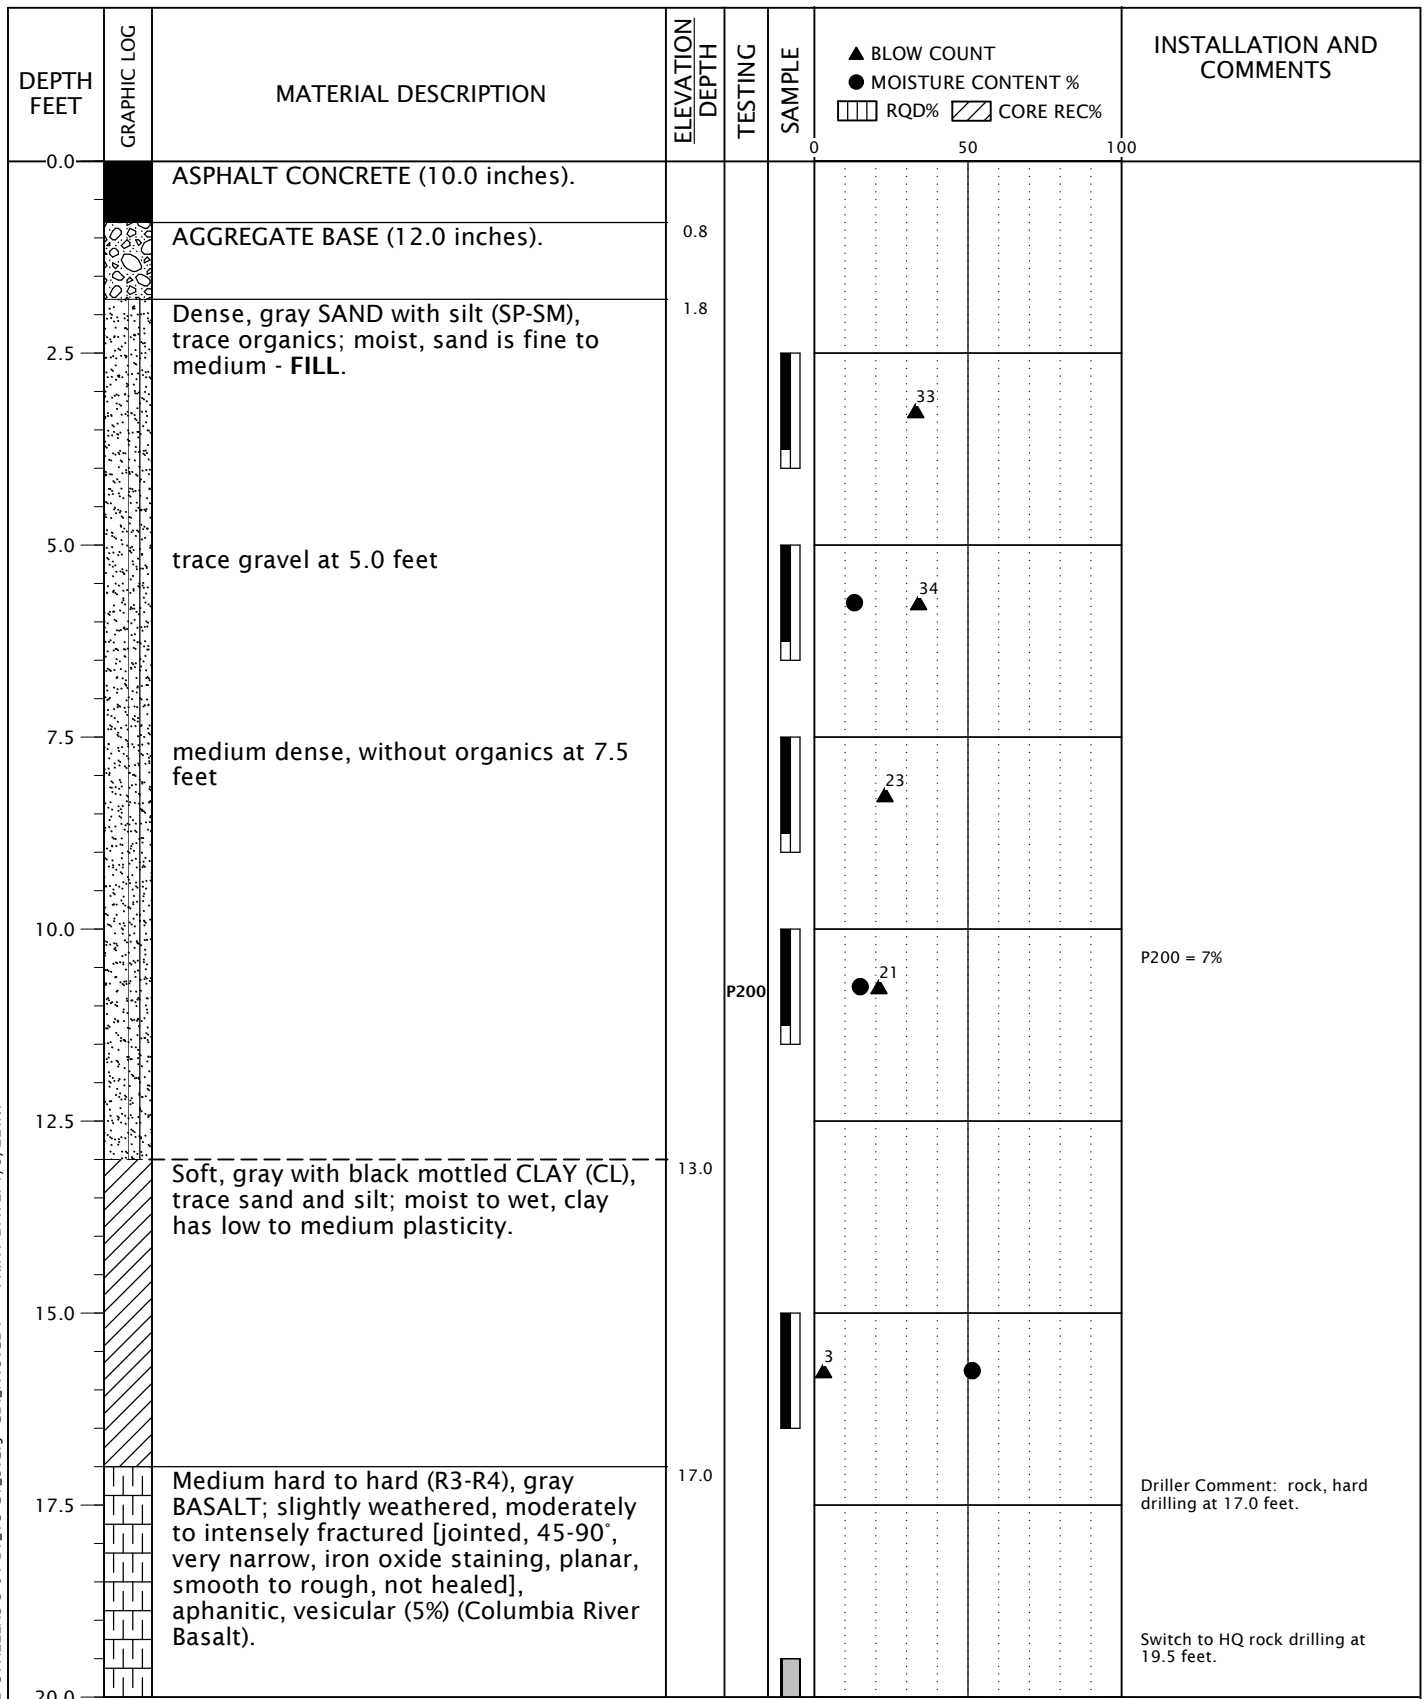 DEPTH
FEET
GRAPHIC LOG
MATERIAL DESCRIPTION
ELEVATION
DEPTH
TESTING
SAMPLE
▲ BLOW COUNT
● MOISTURE CONTENT %
RQD% CORE REC%
0 50 100
INSTALLATION AND
COMMENTS
0.0
ASPHALT CONCRETE (10.0 inches).
0.8
AGGREGATE BASE (12.0 inches).
1.8
Dense, gray SAND with silt (SP-SM),
trace organics; moist, sand is fine to
medium - FILL.
2.5
33
5.0
trace gravel at 5.0 feet
34
7.5
medium dense, without organics at 7.5
feet
23
10.0
P200 = 7%
21
P200
12.5
13.0
Soft, gray with black mottled CLAY (CL),
trace sand and silt; moist to wet, clay
has low to medium plasticity.
15.0
3
17.0
Medium hard to hard (R3-R4), gray
BASALT; slightly weathered, moderately
to intensely fractured [jointed, 45-90°,
very narrow, iron oxide staining, planar,
smooth to rough, not healed],
aphanitic, vesicular (5%) (Columbia River
Basalt).
17.5
Driller Comment: rock, hard
drilling at 17.0 feet.
Switch to HQ rock drilling at
19.5 feet.
20.0